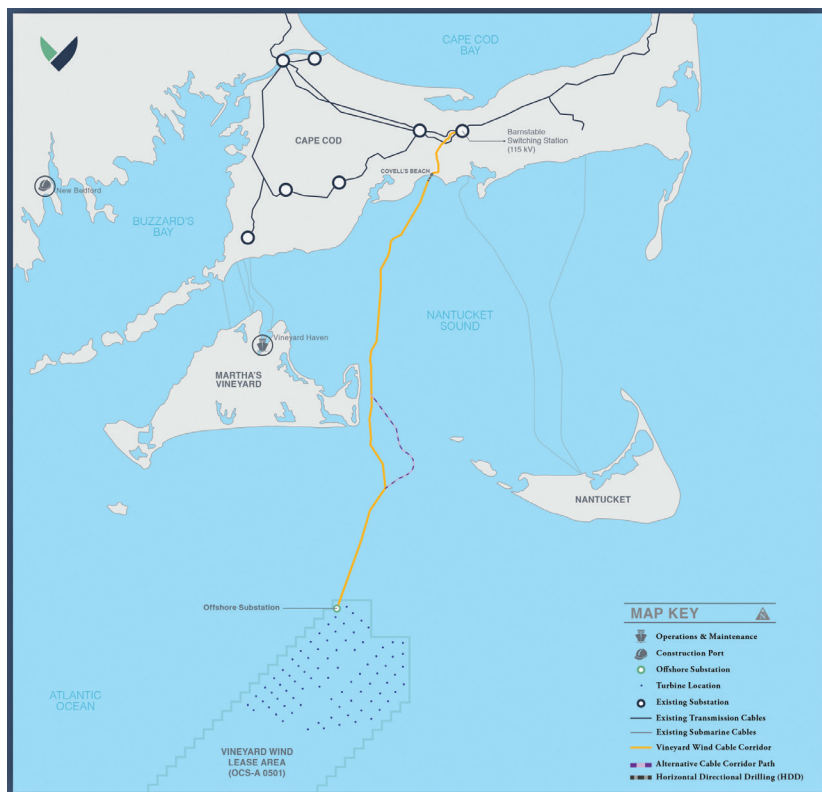 CAPE COD
BAY
CAPE COD
Barnstable
Switching Station
(115 kV)
COVELL'S BEACH
New Bedford
BUZZARD'S
BAY
NANTUCKET
SOUND
Vineyard Haven
MARTHA'S
VINEYARD
NANTUCKET
Offshore Substation
ATLANTIC
OCEAN
VINEYARD WIND
LEASE AREA
(OCS-A 0501)
MAP KEY
N
Operations & Maintenance
Construction Port
Offshore Substation
Turbine Location
Existing Substation
Existing Transmission Cables
Existing Submarine Cables
Vineyard Wind Cable Corridor
Alternative Cable Corridor Path
Horizontal Directional Drilling (HDD)